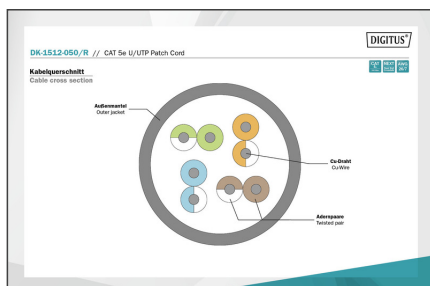 DIGITUS®
DK-1512-050/R // CAT 5e U/UTP Patch Cord
Kabelquerschnitt
Cable cross section
Außenmantel
Outer jacket
Cu-Draht
Cu-Wire
Aderspaare
Twisted pair